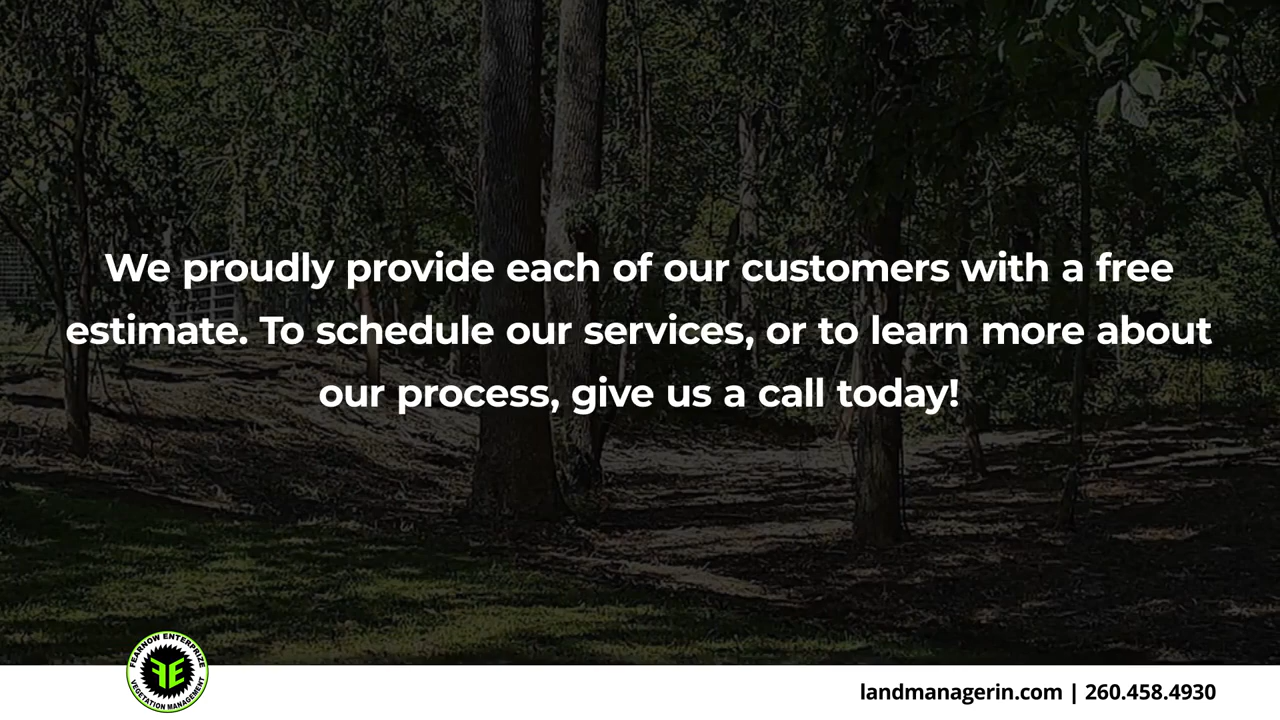 We proudly provide each of our customers with a free
estimate. To schedule our services, or to learn more about
our process, give us a call today!
FEARNOW ENTERPRIZE
FE
VEGETATION MANAGEMENT
landmanagerin.com | 260.458.4930